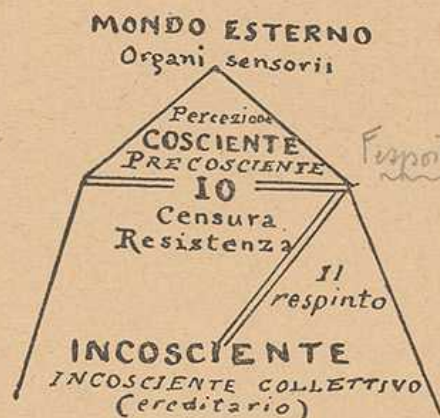 MONDO ESTERNO
Organi sensorii
Percezione
COSCIENTE
PRECOSCIENTE
IO
Censura
Resistenza
Il
respinto
INCOSCIENTE
INCOSCIENTE COLLETTIVO
(ereditario)